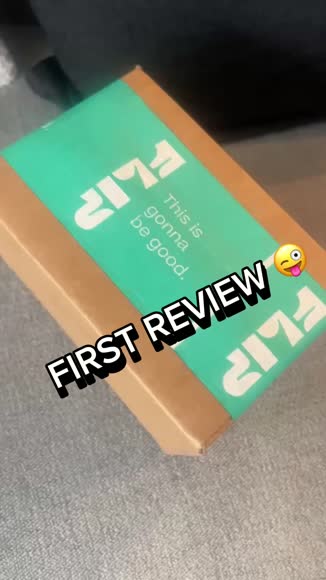 FLIP
This is
gonna
be good.
FIRST REVIEW 😜
FLIP